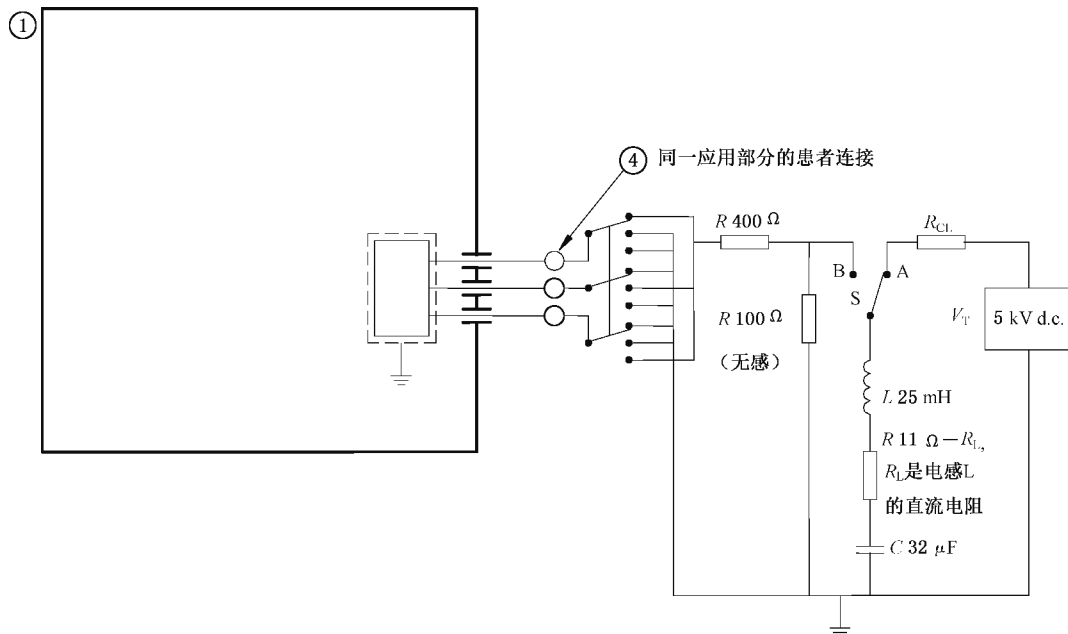 ①
④ 同一应用部分的患者连接
R 400 Ω
R_CL
B
A
S
R 100 Ω
（无感）
V_T
5 kV d.c.
L 25 mH
R 11 Ω－R_L,
R_L是电感L
的直流电阻
C 32 μF